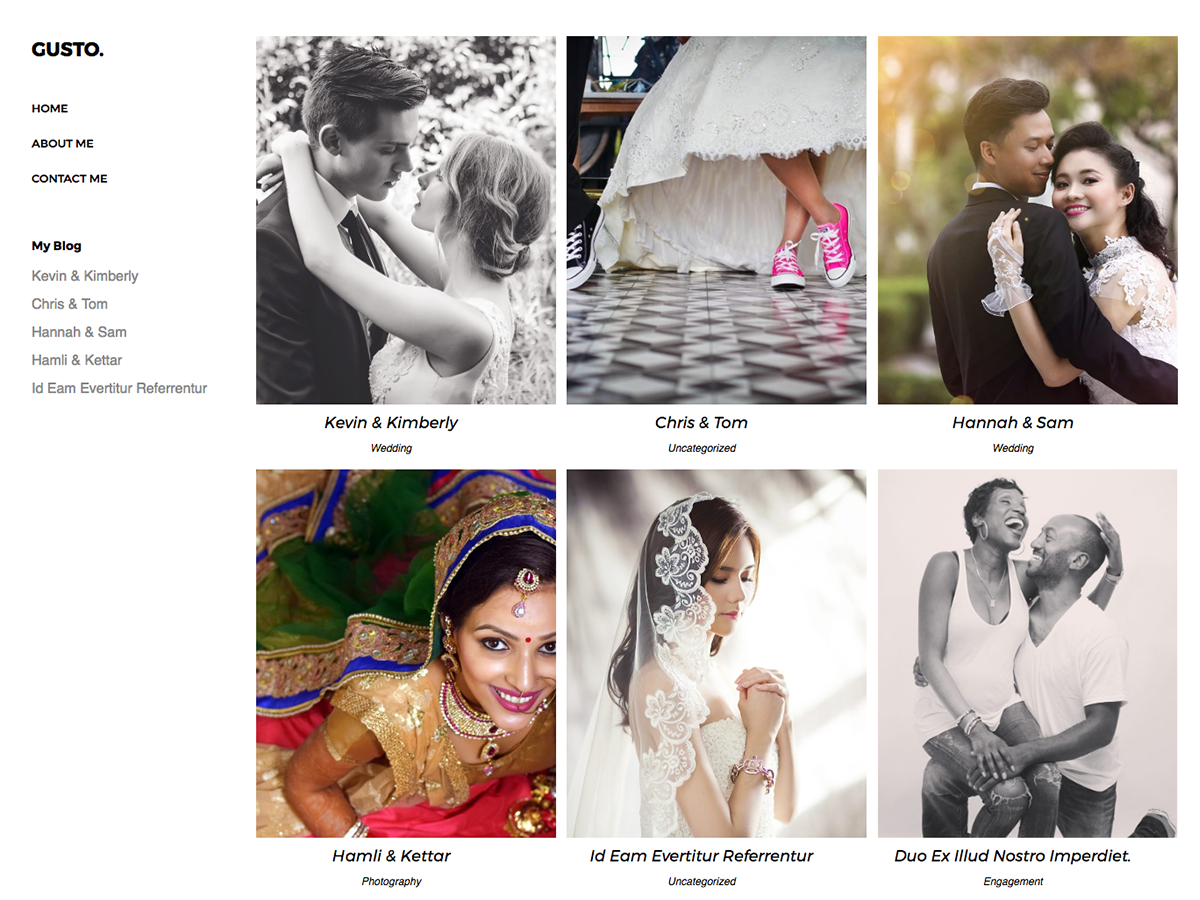 GUSTO.
HOME
ABOUT ME
CONTACT ME
My Blog
Kevin & Kimberly
Chris & Tom
Hannah & Sam
Hamli & Kettar
Id Eam Evertitur Referrentur
Kevin & Kimberly
Wedding
Chris & Tom
Uncategorized
Hannah & Sam
Wedding
Hamli & Kettar
Photography
Id Eam Evertitur Referrentur
Uncategorized
Duo Ex Illud Nostro Imperdiet.
Engagement